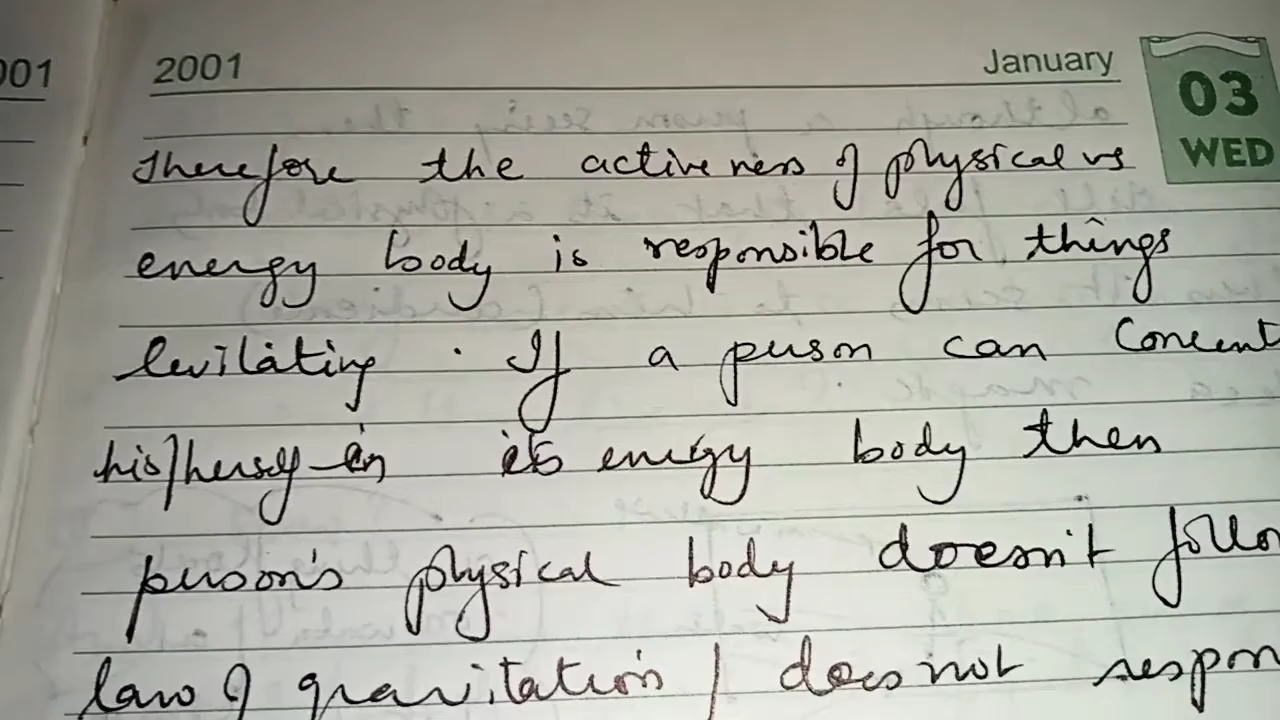 001
2001 January 03
WED
Therefore the activeness of physical vs
energy body is responsible for things
levitating . If a person can Concent
his/herself in its energy body then
person's physical body doesn't follo
law of gravitation / does not respon